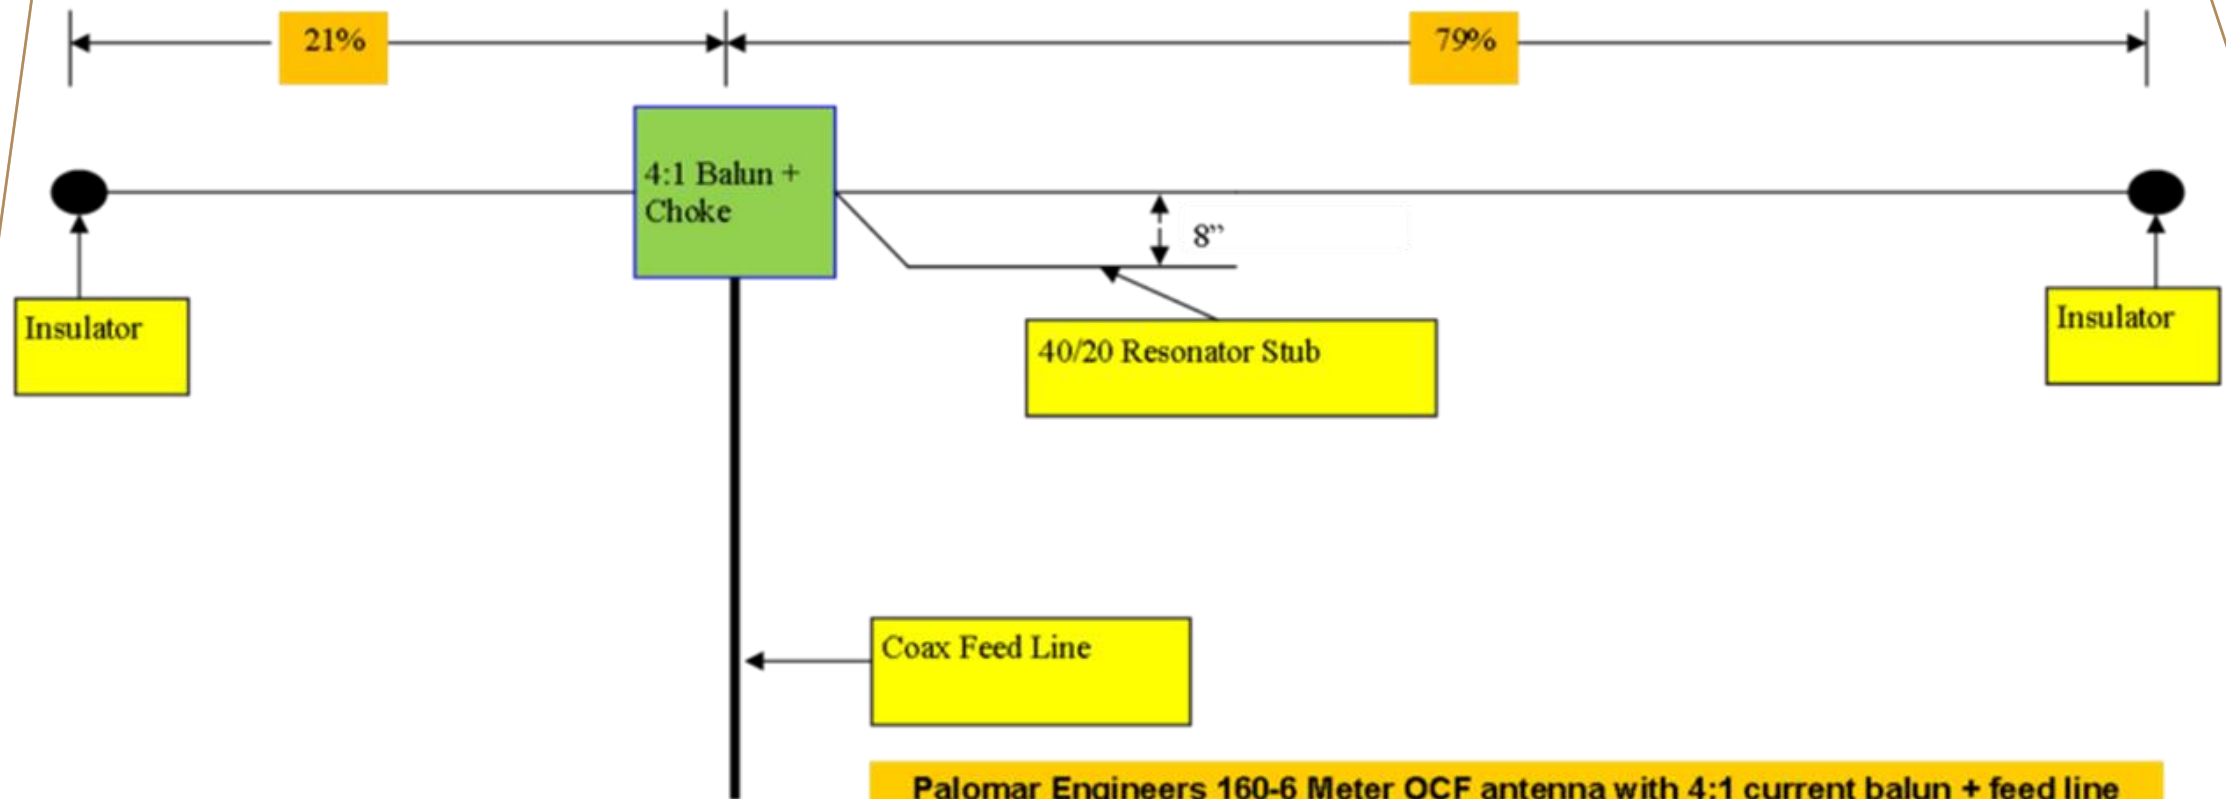 21%
79%
4:1 Balun +
Choke
8”
Insulator
Insulator
40/20 Resonator Stub
Coax Feed Line
Palomar Engineers 160-6 Meter OCF antenna with 4:1 current balun + feed line